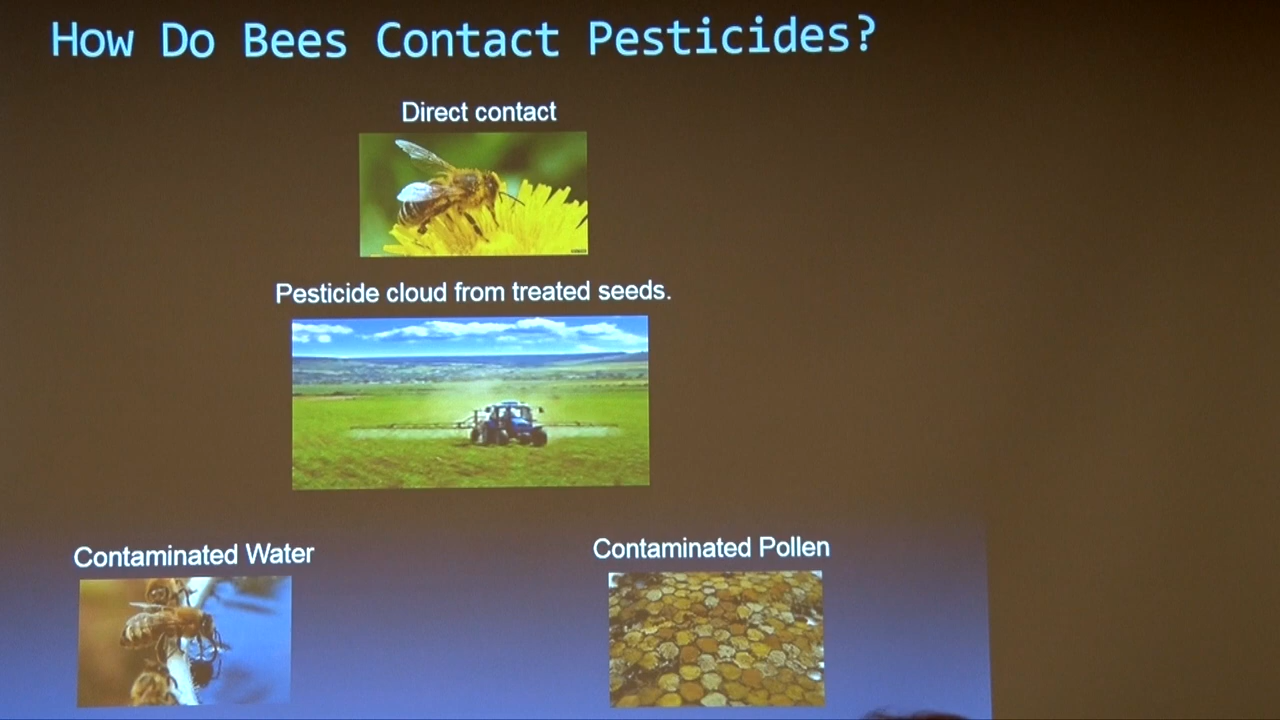 How Do Bees Contact Pesticides?
Direct contact
Pesticide cloud from treated seeds.
Contaminated Water
Contaminated Pollen